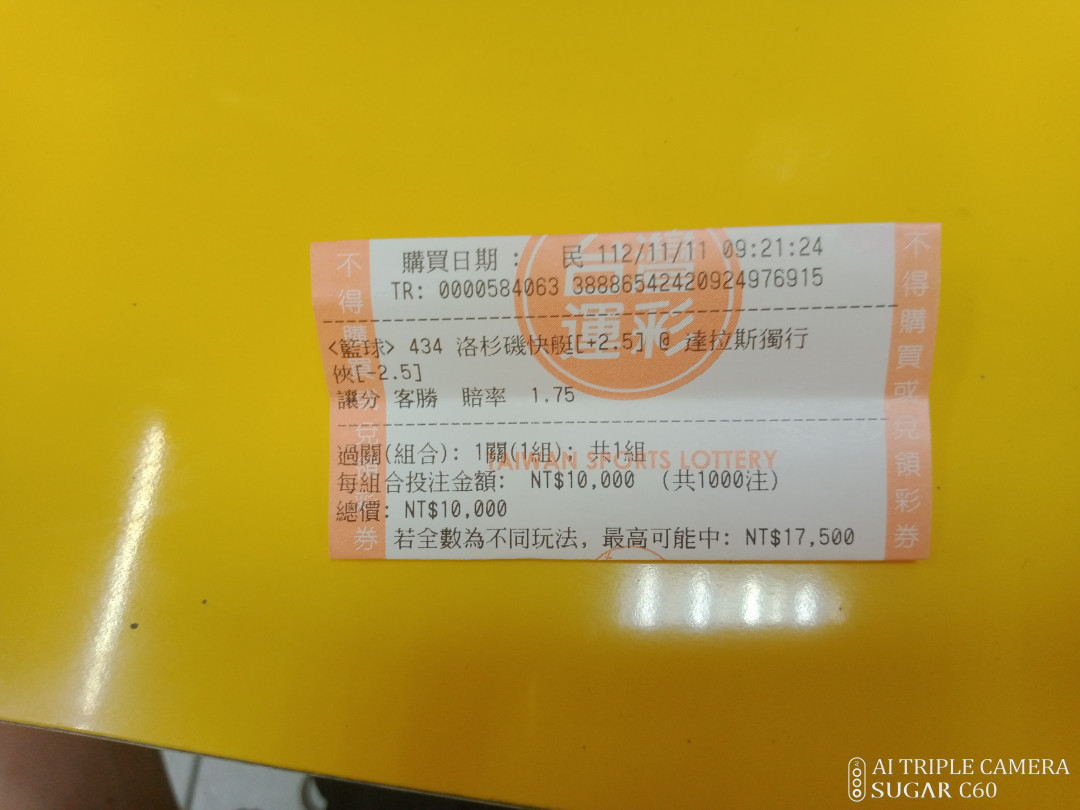 購買日期： 民 112/11/11 09:21:24
TR: 0000584063 388865424209​24976915
<籃球> 434 洛杉磯快艇[+2.5] @ 達拉斯獨行
俠[-2.5]
讓分 客勝 賠率 1.75
過關(組合): 1關(1組); 共1組
每組合投注金額: NT$10,000 (共1000注)
總價: NT$10,000
若全數為不同玩法, 最高可能中: NT$17,500
台灣運彩
TAIWAN SPORTS LOTTERY
不得購買或兌領彩券
不得購買或兌領彩券
AI TRIPLE CAMERA
SUGAR C60